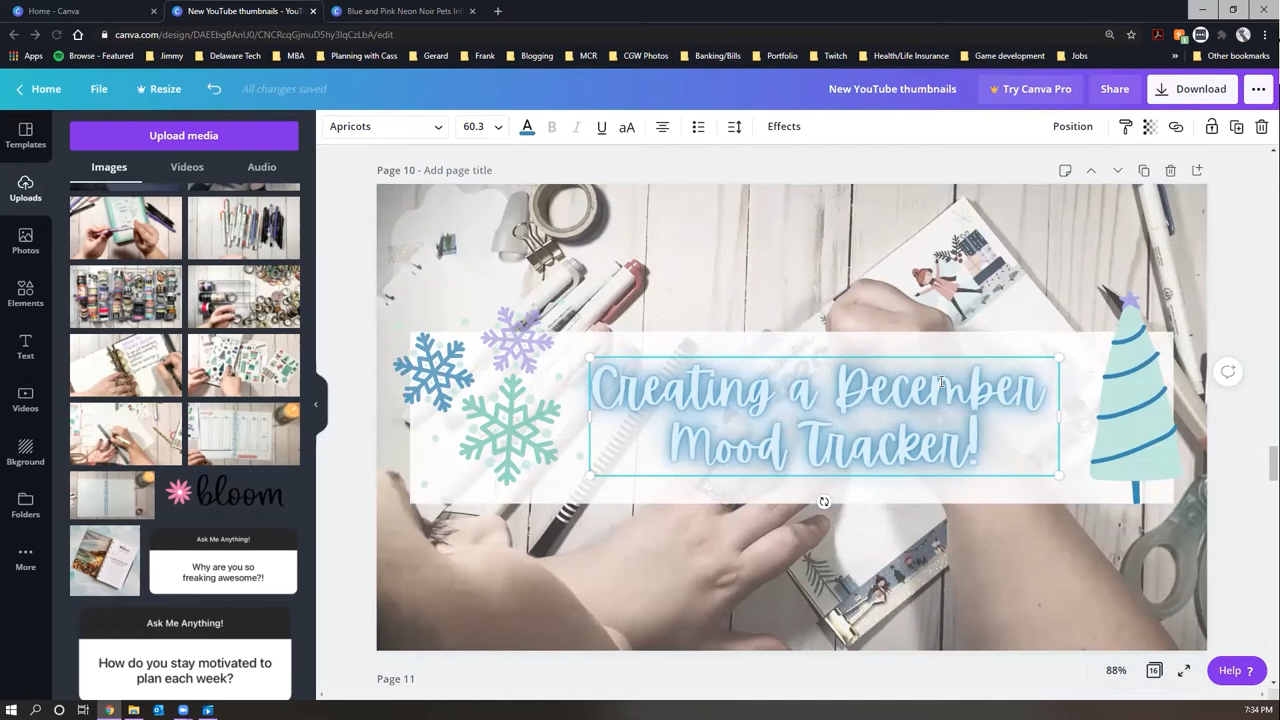 Home - Canva
New YouTube thumbnails - YouT
Blue and Pink Neon Noir Pets In
canva.com/design/DAEEbgBAnU0/CNCRcqGjmuD5hy3IqCzLbA/edit
Apps
Browse - Featured
Jimmy
Delaware Tech
MBA
Planning with Cass
Gerard
Frank
Blogging
MCR
CGW Photos
Banking/Bills
Portfolio
Twitch
Health/Life Insurance
Game development
Jobs
»
Other bookmarks
Home
File
Resize
All changes saved
New YouTube thumbnails
Try Canva Pro
Share
Download
Templates
Uploads
Photos
Elements
Text
Videos
Bkground
Folders
More
Upload media
Images
Videos
Audio
bloom
Ask Me Anything!
Why are you so
freaking awesome?!
Ask Me Anything!
How do you stay motivated to
plan each week?
Apricots
60.3
A
B
I
U
aA
Effects
Position
Page 10 - Add page title
Creating a December
Mood Tracker!
Page 11
88%
16
Help ?
7:34 PM